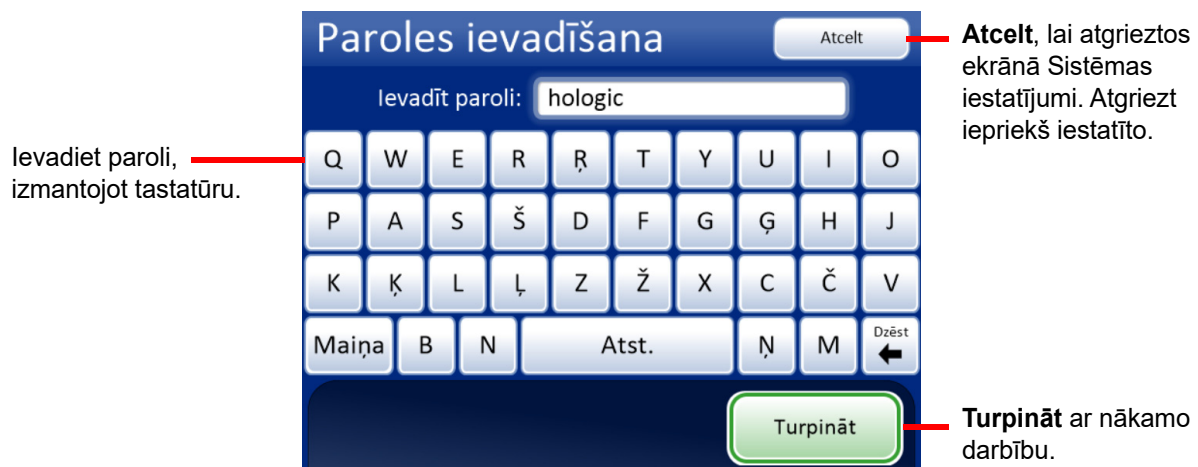 Paroles ievadīšana
Atcelt
Atcelt, lai atgrieztos
ekrānā Sistēmas
iestatījumi. Atgriezt
iepriekš iestatīto.
Ievadīt paroli: hologic
Ievadiet paroli,
izmantojot tastatūru.
Q W E R Ŗ T Y U I O
P A S Š D F G Ģ H J
K Ķ L Ļ Z Ž X C Č V
Maiņa B N Atst. Ņ M Dzēst
Turpināt
Turpināt ar nākamo
darbību.